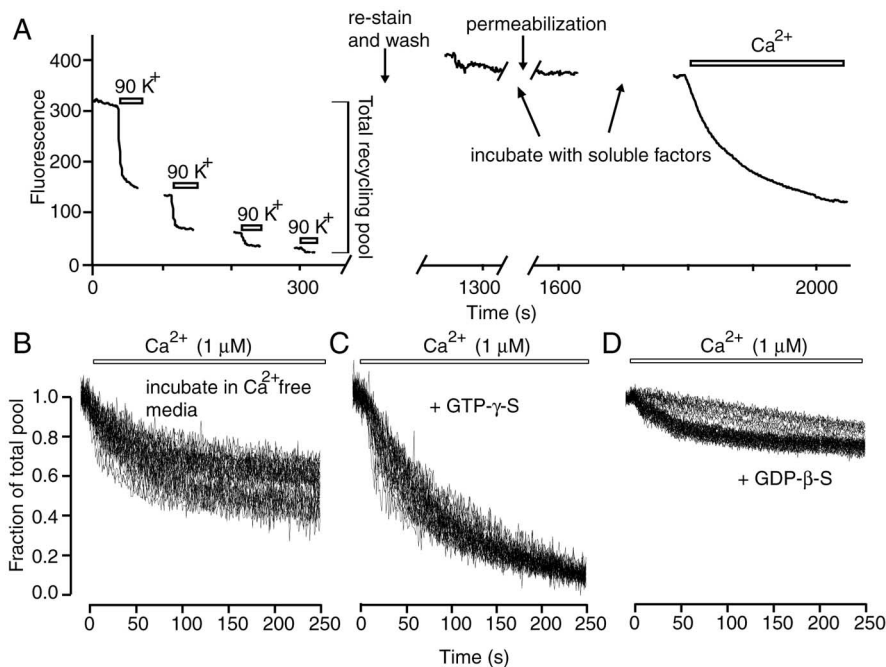 A
re-stain
and wash
permeabilization
Ca2+
400
300
200
100
0
Fluorescence
90 K+
90 K+
90 K+
90 K+
Total recycling pool
incubate with soluble factors
0
300
1300
1600
2000
Time (s)
B
Ca2+ (1 μM)
C
Ca2+ (1 μM)
D
Ca2+ (1 μM)
incubate in Ca2+free
media
+ GTP-γ-S
+ GDP-β-S
1.0
0.8
0.6
0.4
0.2
0.0
Fraction of total pool
0 50 100 150 200 250
0 50 100 150 200 250
0 50 100 150 200 250
Time (s)